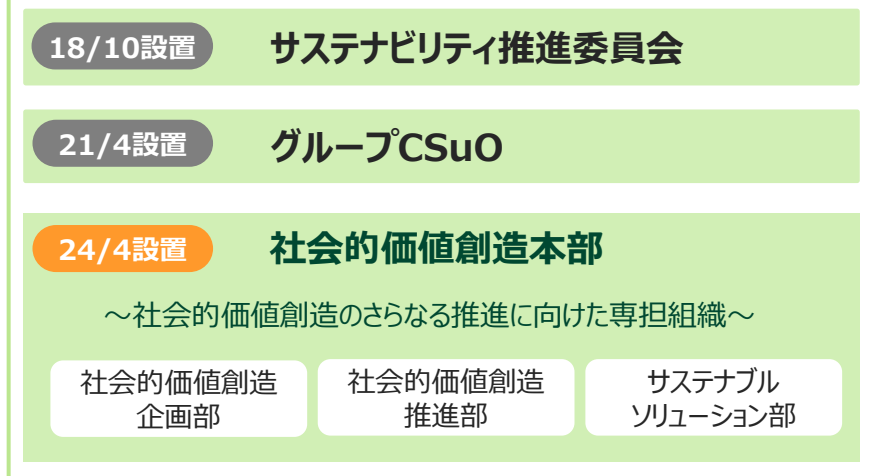 18/10設置 サステナビリティ推進委員会
21/4設置 グループCSuO
24/4設置 社会的価値創造本部
～社会的価値創造のさらなる推進に向けた専担組織～
社会的価値創造
企画部
社会的価値創造
推進部
サステナブル
ソリューション部